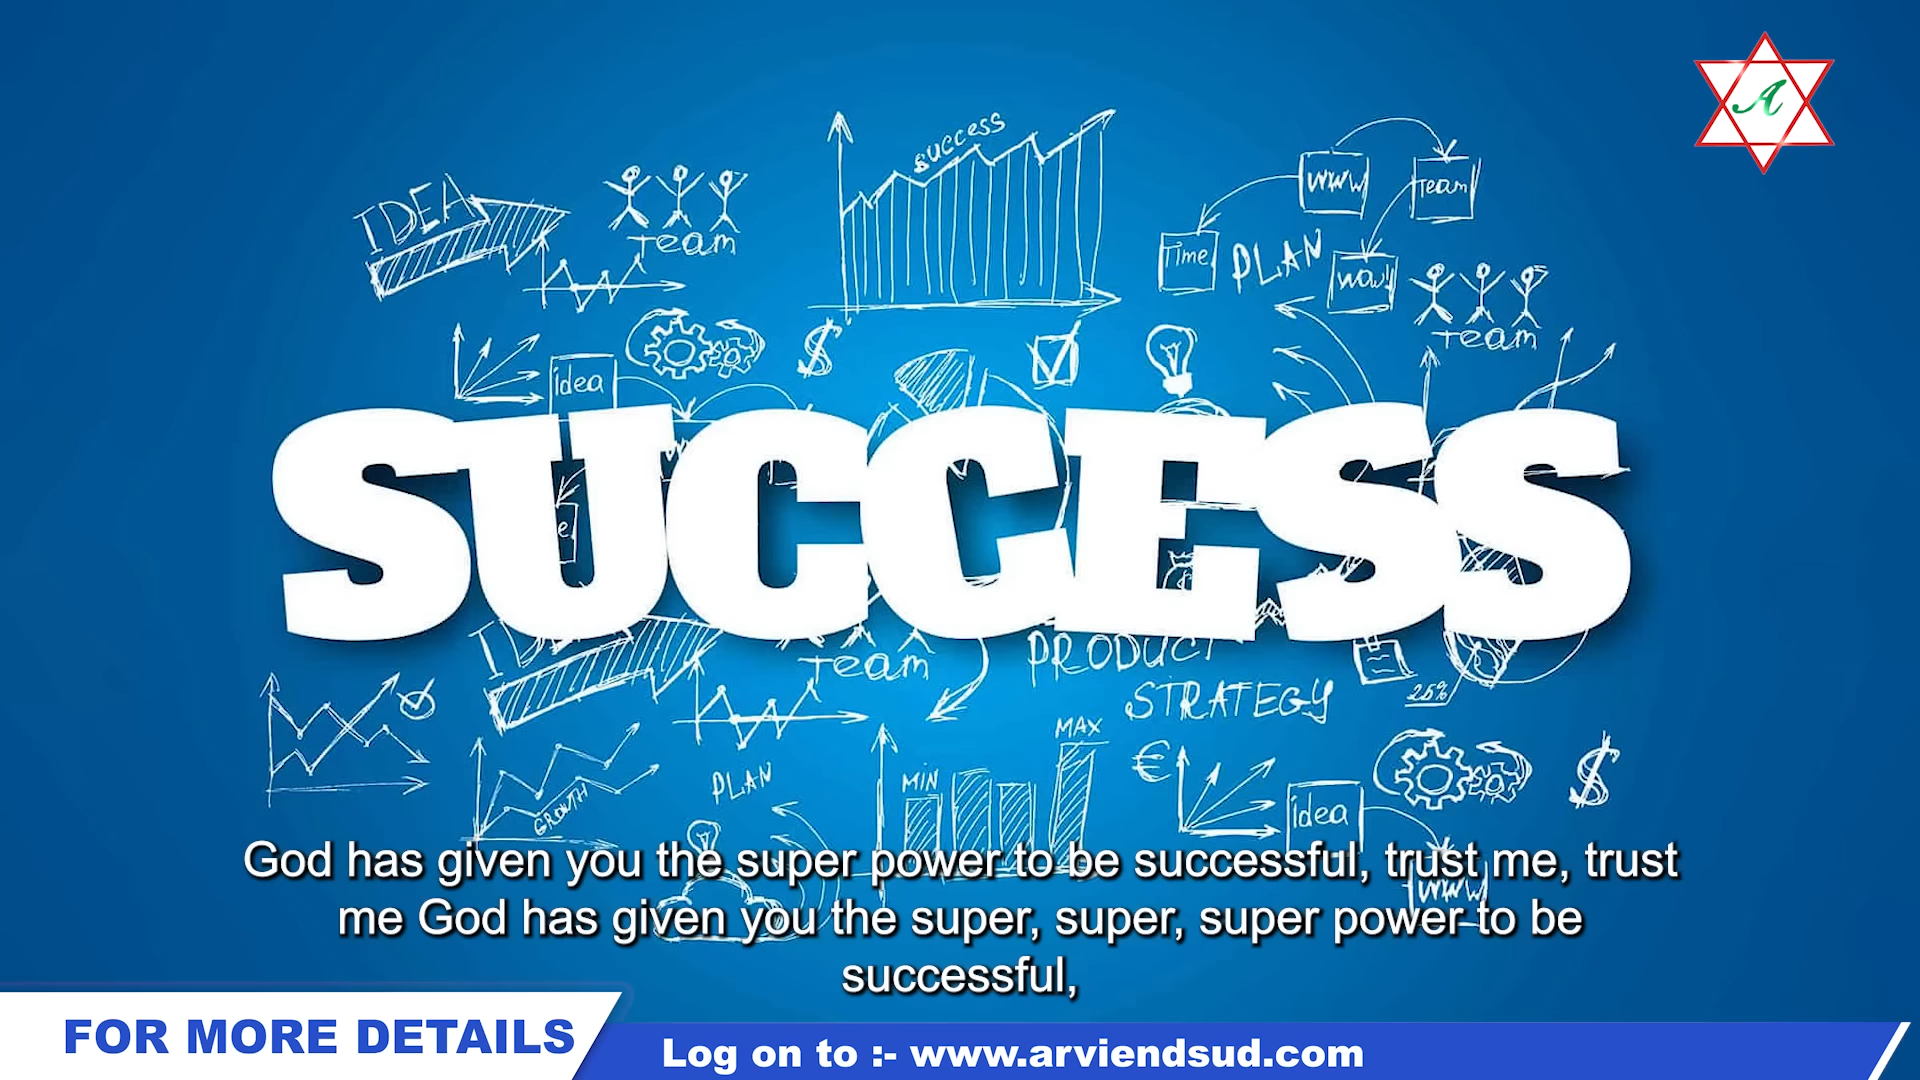 A
success
IDEA
Team
www
Team
Time
PLAN
wow!
Team
$
idea
SUCCESS
e
$
Team
PRODUCT
STRATEGY
25%
MAX
€
MIN
PLAN
GROWTH
idea
$
www
God has given you the super power to be successful, trust me, trust
me God has given you the super, super, super power to be
successful,
FOR MORE DETAILS
Log on to :- www.arviendsud.com